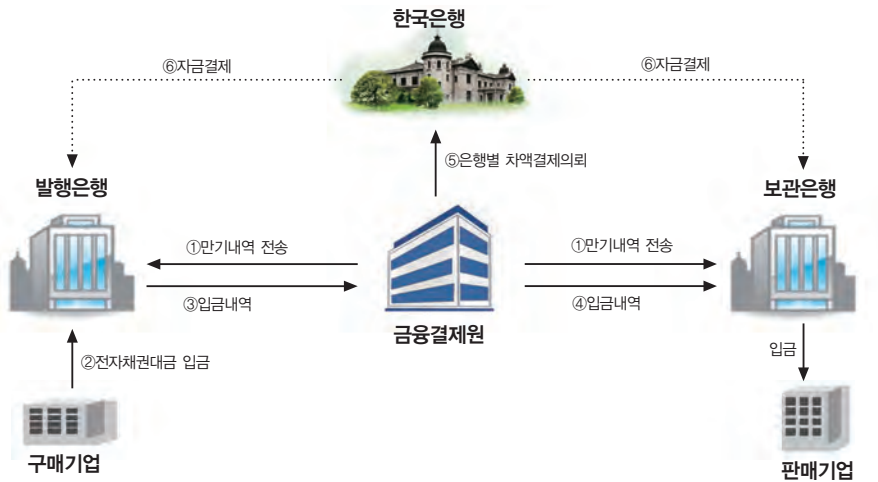 한국은행
⑥자금결제
⑥자금결제
⑤은행별 차액결제의뢰
발행은행
보관은행
①만기내역 전송
①만기내역 전송
③입금내역
④입금내역
금융결제원
②전자채권대금 입금
입금
구매기업
판매기업